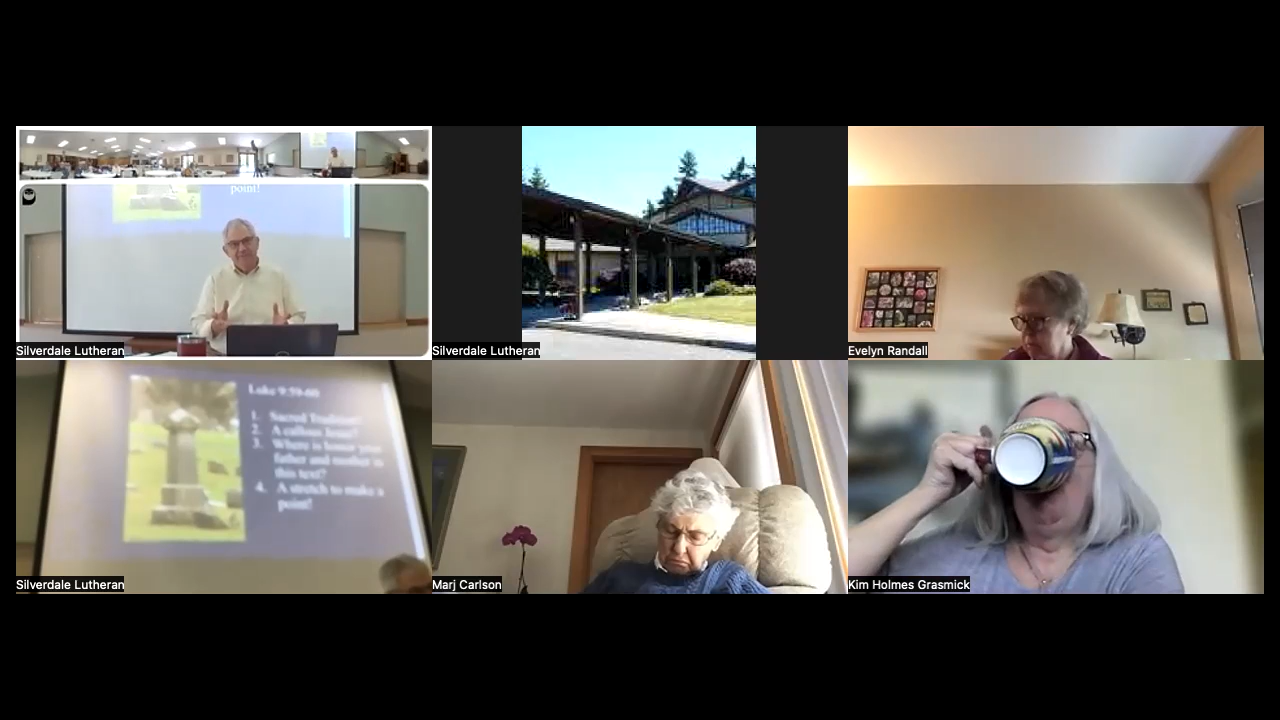 point!
Silverdale Lutheran
Silverdale Lutheran
Evelyn Randall
Luke 9:59-60
1. Sacred Tradition?
2. A callous Jesus?
3. Where is honor your
father and mother in
this text?
4. A stretch to make a
point!
Silverdale Lutheran
Marj Carlson
Kim Holmes Grasmick